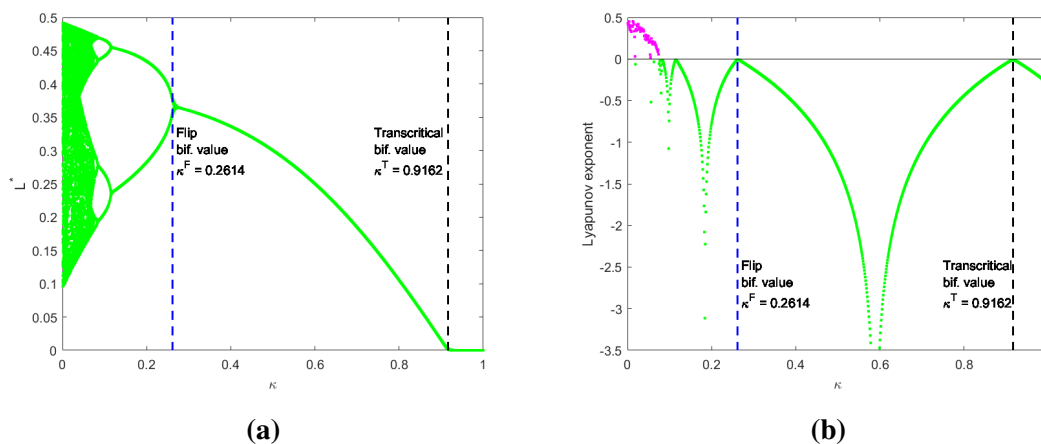 0.5
0.45
0.4
0.35
0.3
0.25
0.2
0.15
0.1
0.05
0
L*
Flip
bif. value
κ^F = 0.2614
Transcritical
bif. value
κ^T = 0.9162
0 0.2 0.4 0.6 0.8 1
κ
(a)
0.5
0
-0.5
-1
-1.5
-2
-2.5
-3
-3.5
Lyapunov exponent
Flip
bif. value
κ^F = 0.2614
Transcritical
bif. value
κ^T = 0.9162
0 0.2 0.4 0.6 0.8
κ
(b)